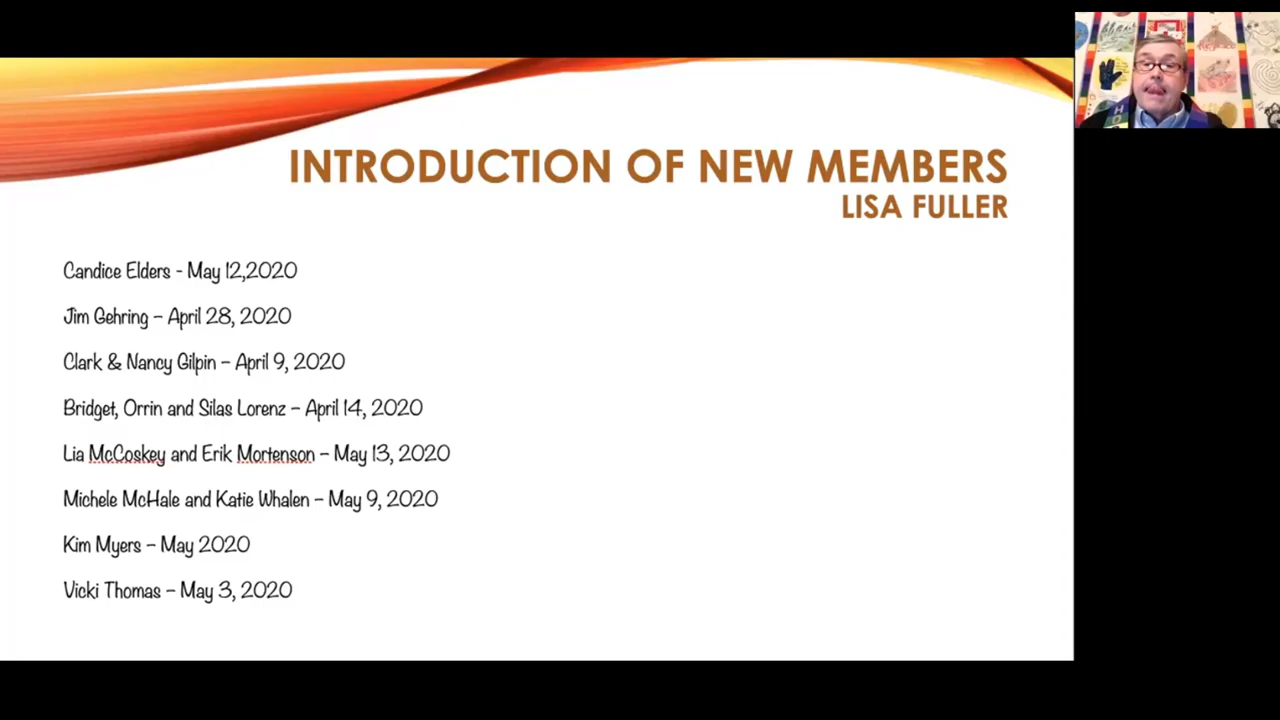 INTRODUCTION OF NEW MEMBERS
LISA FULLER
Candice Elders - May 12,2020
Jim Gehring – April 28, 2020
Clark & Nancy Gilpin – April 9, 2020
Bridget, Orrin and Silas Lorenz – April 14, 2020
Lia McCoskey and Erik Mortenson – May 13, 2020
Michele McHale and Katie Whalen – May 9, 2020
Kim Myers – May 2020
Vicki Thomas – May 3, 2020